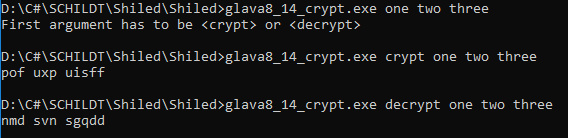 D:\C#\SCHILDT\Shiled\Shiled>glava8_14_crypt.exe one two three
First argument has to be <crypt> or <decrypt>
D:\C#\SCHILDT\Shiled\Shiled>glava8_14_crypt.exe crypt one two three
pof uxp uisff
D:\C#\SCHILDT\Shiled\Shiled>glava8_14_crypt.exe decrypt one two three
nmd svn sgqdd